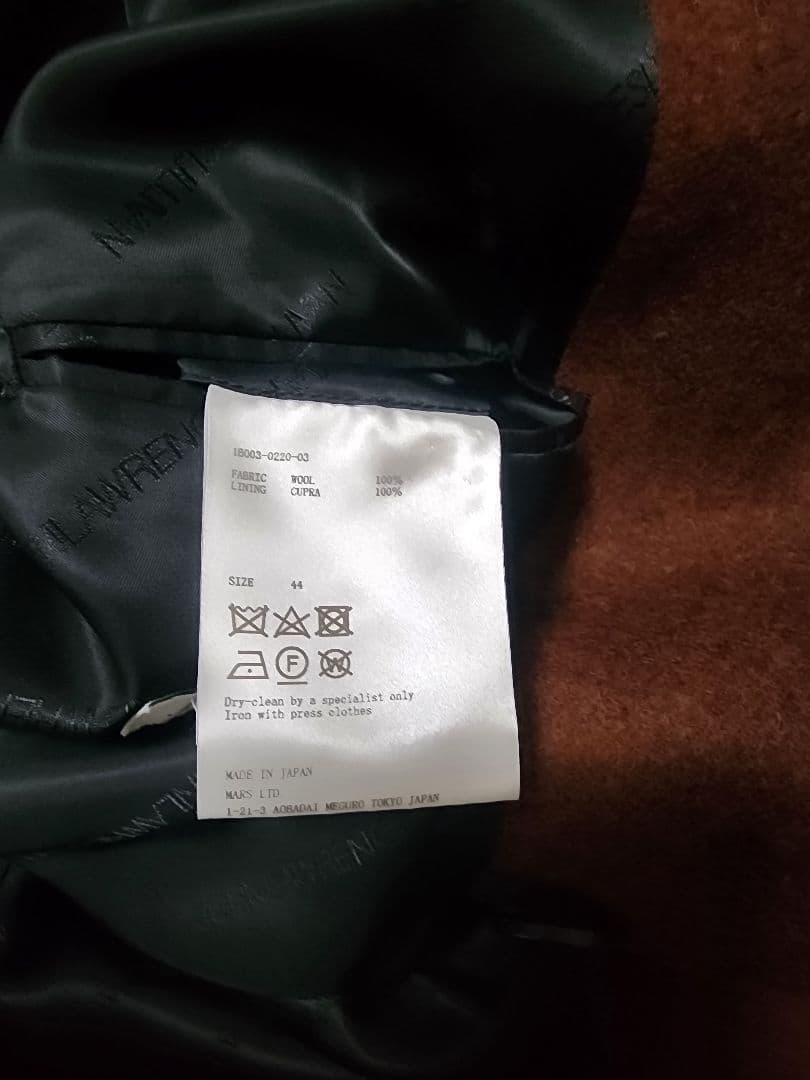 LAWREN
18003-0220-03
FABRIC WOOL 100%
LINING CUPRA 100%
SIZE 44
F
W
Dry-clean by a specialist only
Iron with press clothes
MADE IN JAPAN
MARS LTD
1-21-3 AOBADAI MEGURO TOKYO JAPAN